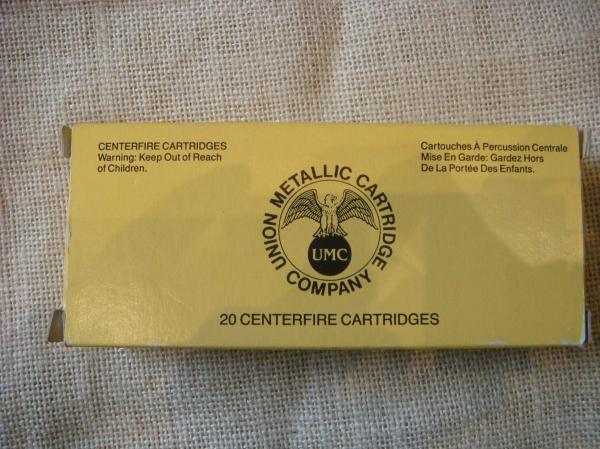 CENTERFIRE CARTRIDGES
Warning: Keep Out of Reach
of Children.
Cartouches À Percussion Centrale
Mise En Garde: Gardez Hors
De La Portée Des Enfants.
UNION METALLIC CARTRIDGE
COMPANY
UMC
20 CENTERFIRE CARTRIDGES